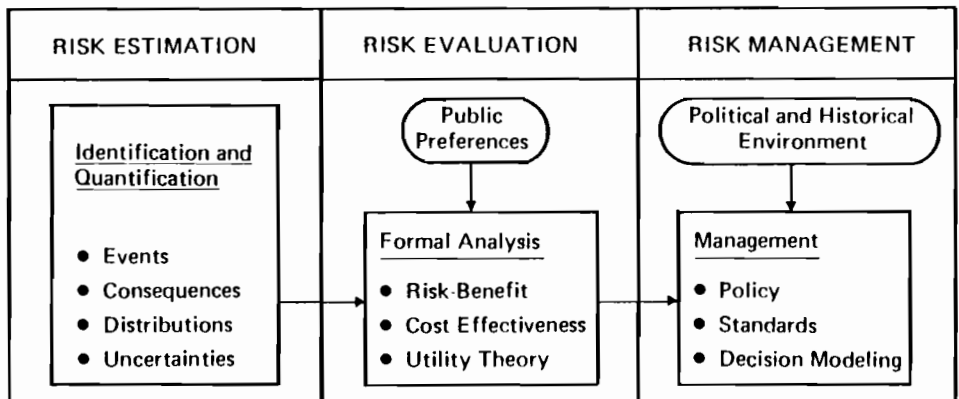 RISK ESTIMATION
RISK EVALUATION
RISK MANAGEMENT
Identification and
Quantification
● Events
● Consequences
● Distributions
● Uncertainties
Public
Preferences
Formal Analysis
● Risk-Benefit
● Cost Effectiveness
● Utility Theory
Political and Historical
Environment
Management
● Policy
● Standards
● Decision Modeling